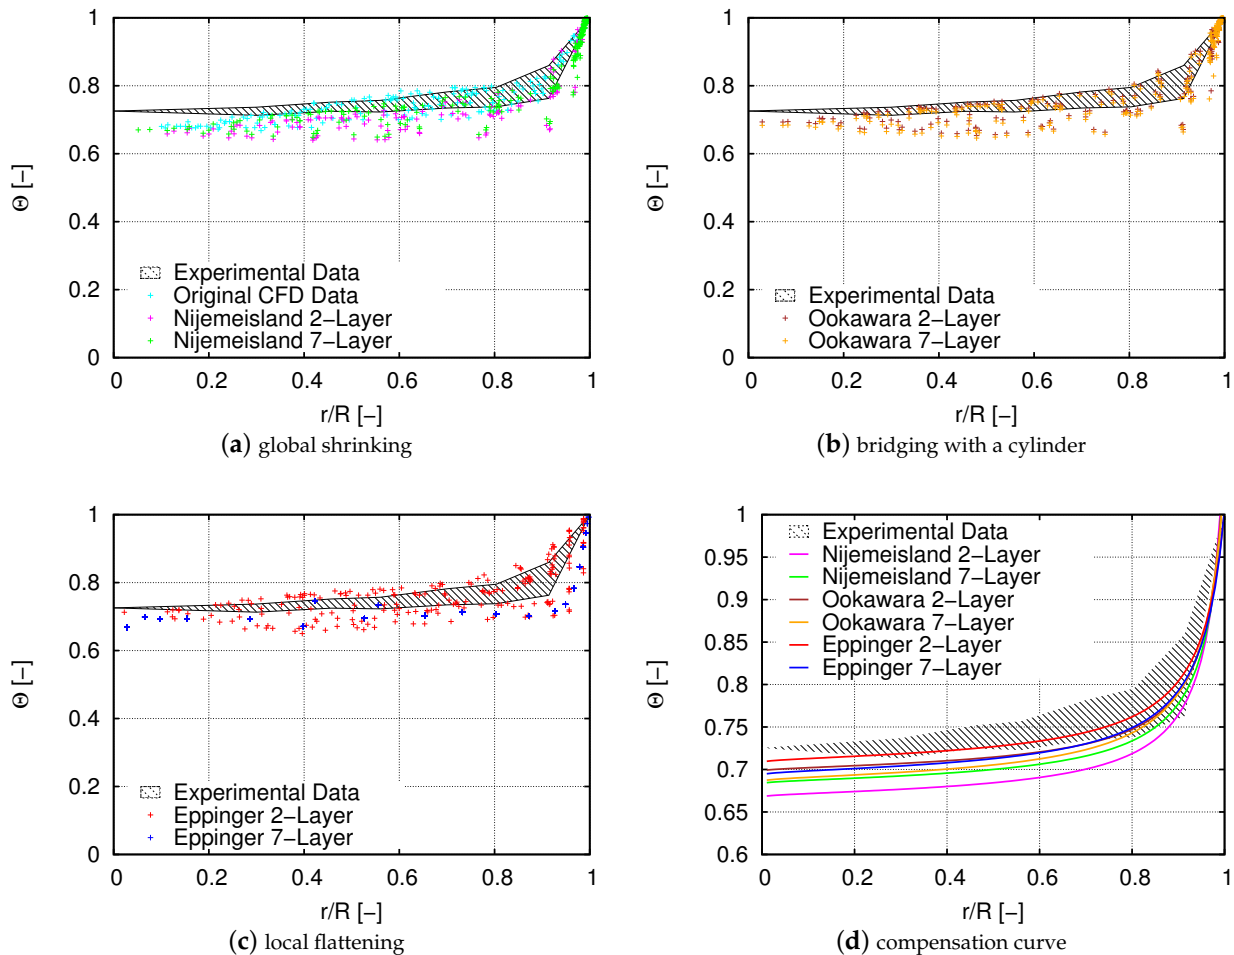 1
0.8
0.6
0.4
0.2
0
Θ [−]
Experimental Data
Original CFD Data
Nijemeisland 2−Layer
Nijemeisland 7−Layer
0 0.2 0.4 0.6 0.8 1
r/R [−]
(a) global shrinking
1
0.8
0.6
0.4
0.2
0
Θ [−]
Experimental Data
Ookawara 2−Layer
Ookawara 7−Layer
0 0.2 0.4 0.6 0.8 1
r/R [−]
(b) bridging with a cylinder
1
0.8
0.6
0.4
0.2
0
Θ [−]
Experimental Data
Eppinger 2−Layer
Eppinger 7−Layer
0 0.2 0.4 0.6 0.8 1
r/R [−]
(c) local flattening
1
0.95
0.9
0.85
0.8
0.75
0.7
0.65
0.6
Θ [−]
Experimental Data
Nijemeisland 2−Layer
Nijemeisland 7−Layer
Ookawara 2−Layer
Ookawara 7−Layer
Eppinger 2−Layer
Eppinger 7−Layer
0 0.2 0.4 0.6 0.8 1
r/R [−]
(d) compensation curve